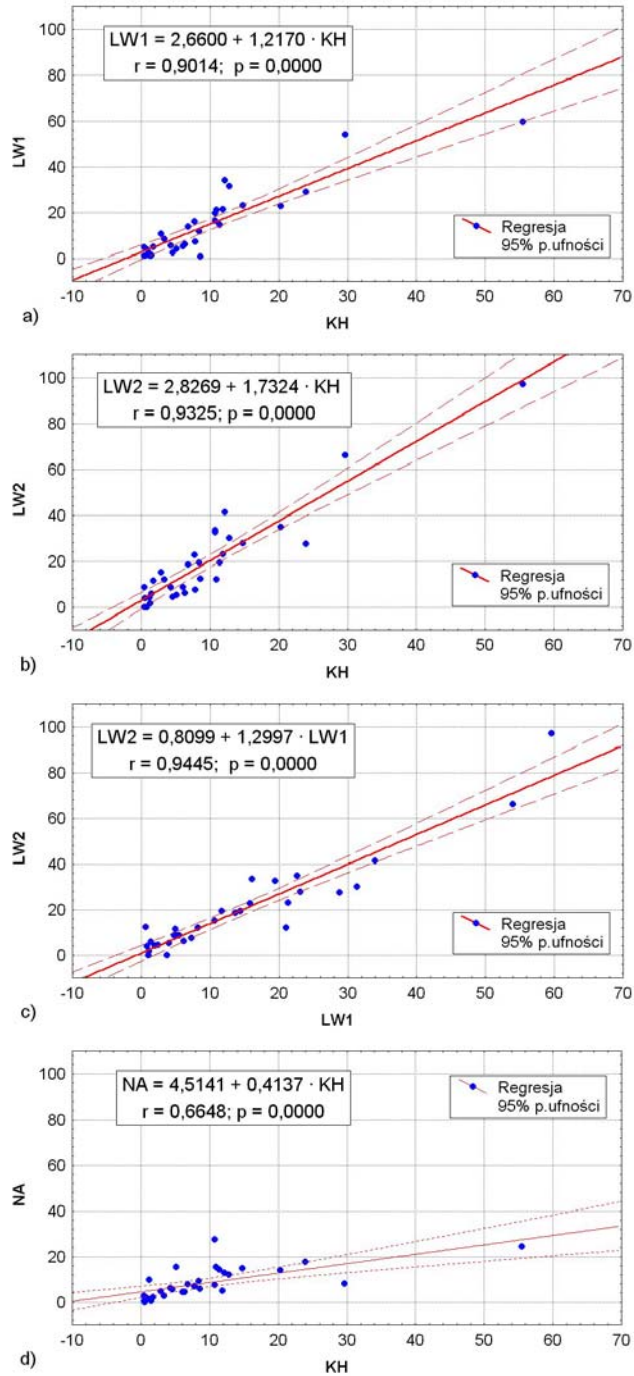 LW1 = 2,6600 + 1,2170 · KH
r = 0,9014; p = 0,0000
LW1
100
80
60
40
20
0
Regresja
95% p.ufności
-10 0 10 20 30 40 50 60 70
a)
KH
LW2 = 2,8269 + 1,7324 · KH
r = 0,9325; p = 0,0000
LW2
100
80
60
40
20
0
Regresja
95% p.ufności
-10 0 10 20 30 40 50 60 70
b)
KH
LW2 = 0,8099 + 1,2997 · LW1
r = 0,9445; p = 0,0000
LW2
100
80
60
40
20
0
Regresja
95% p.ufności
-10 0 10 20 30 40 50 60 70
c)
LW1
NA = 4,5141 + 0,4137 · KH
r = 0,6648; p = 0,0000
Regresja
95% p.ufności
NA
100
80
60
40
20
0
-10 0 10 20 30 40 50 60 70
d)
KH